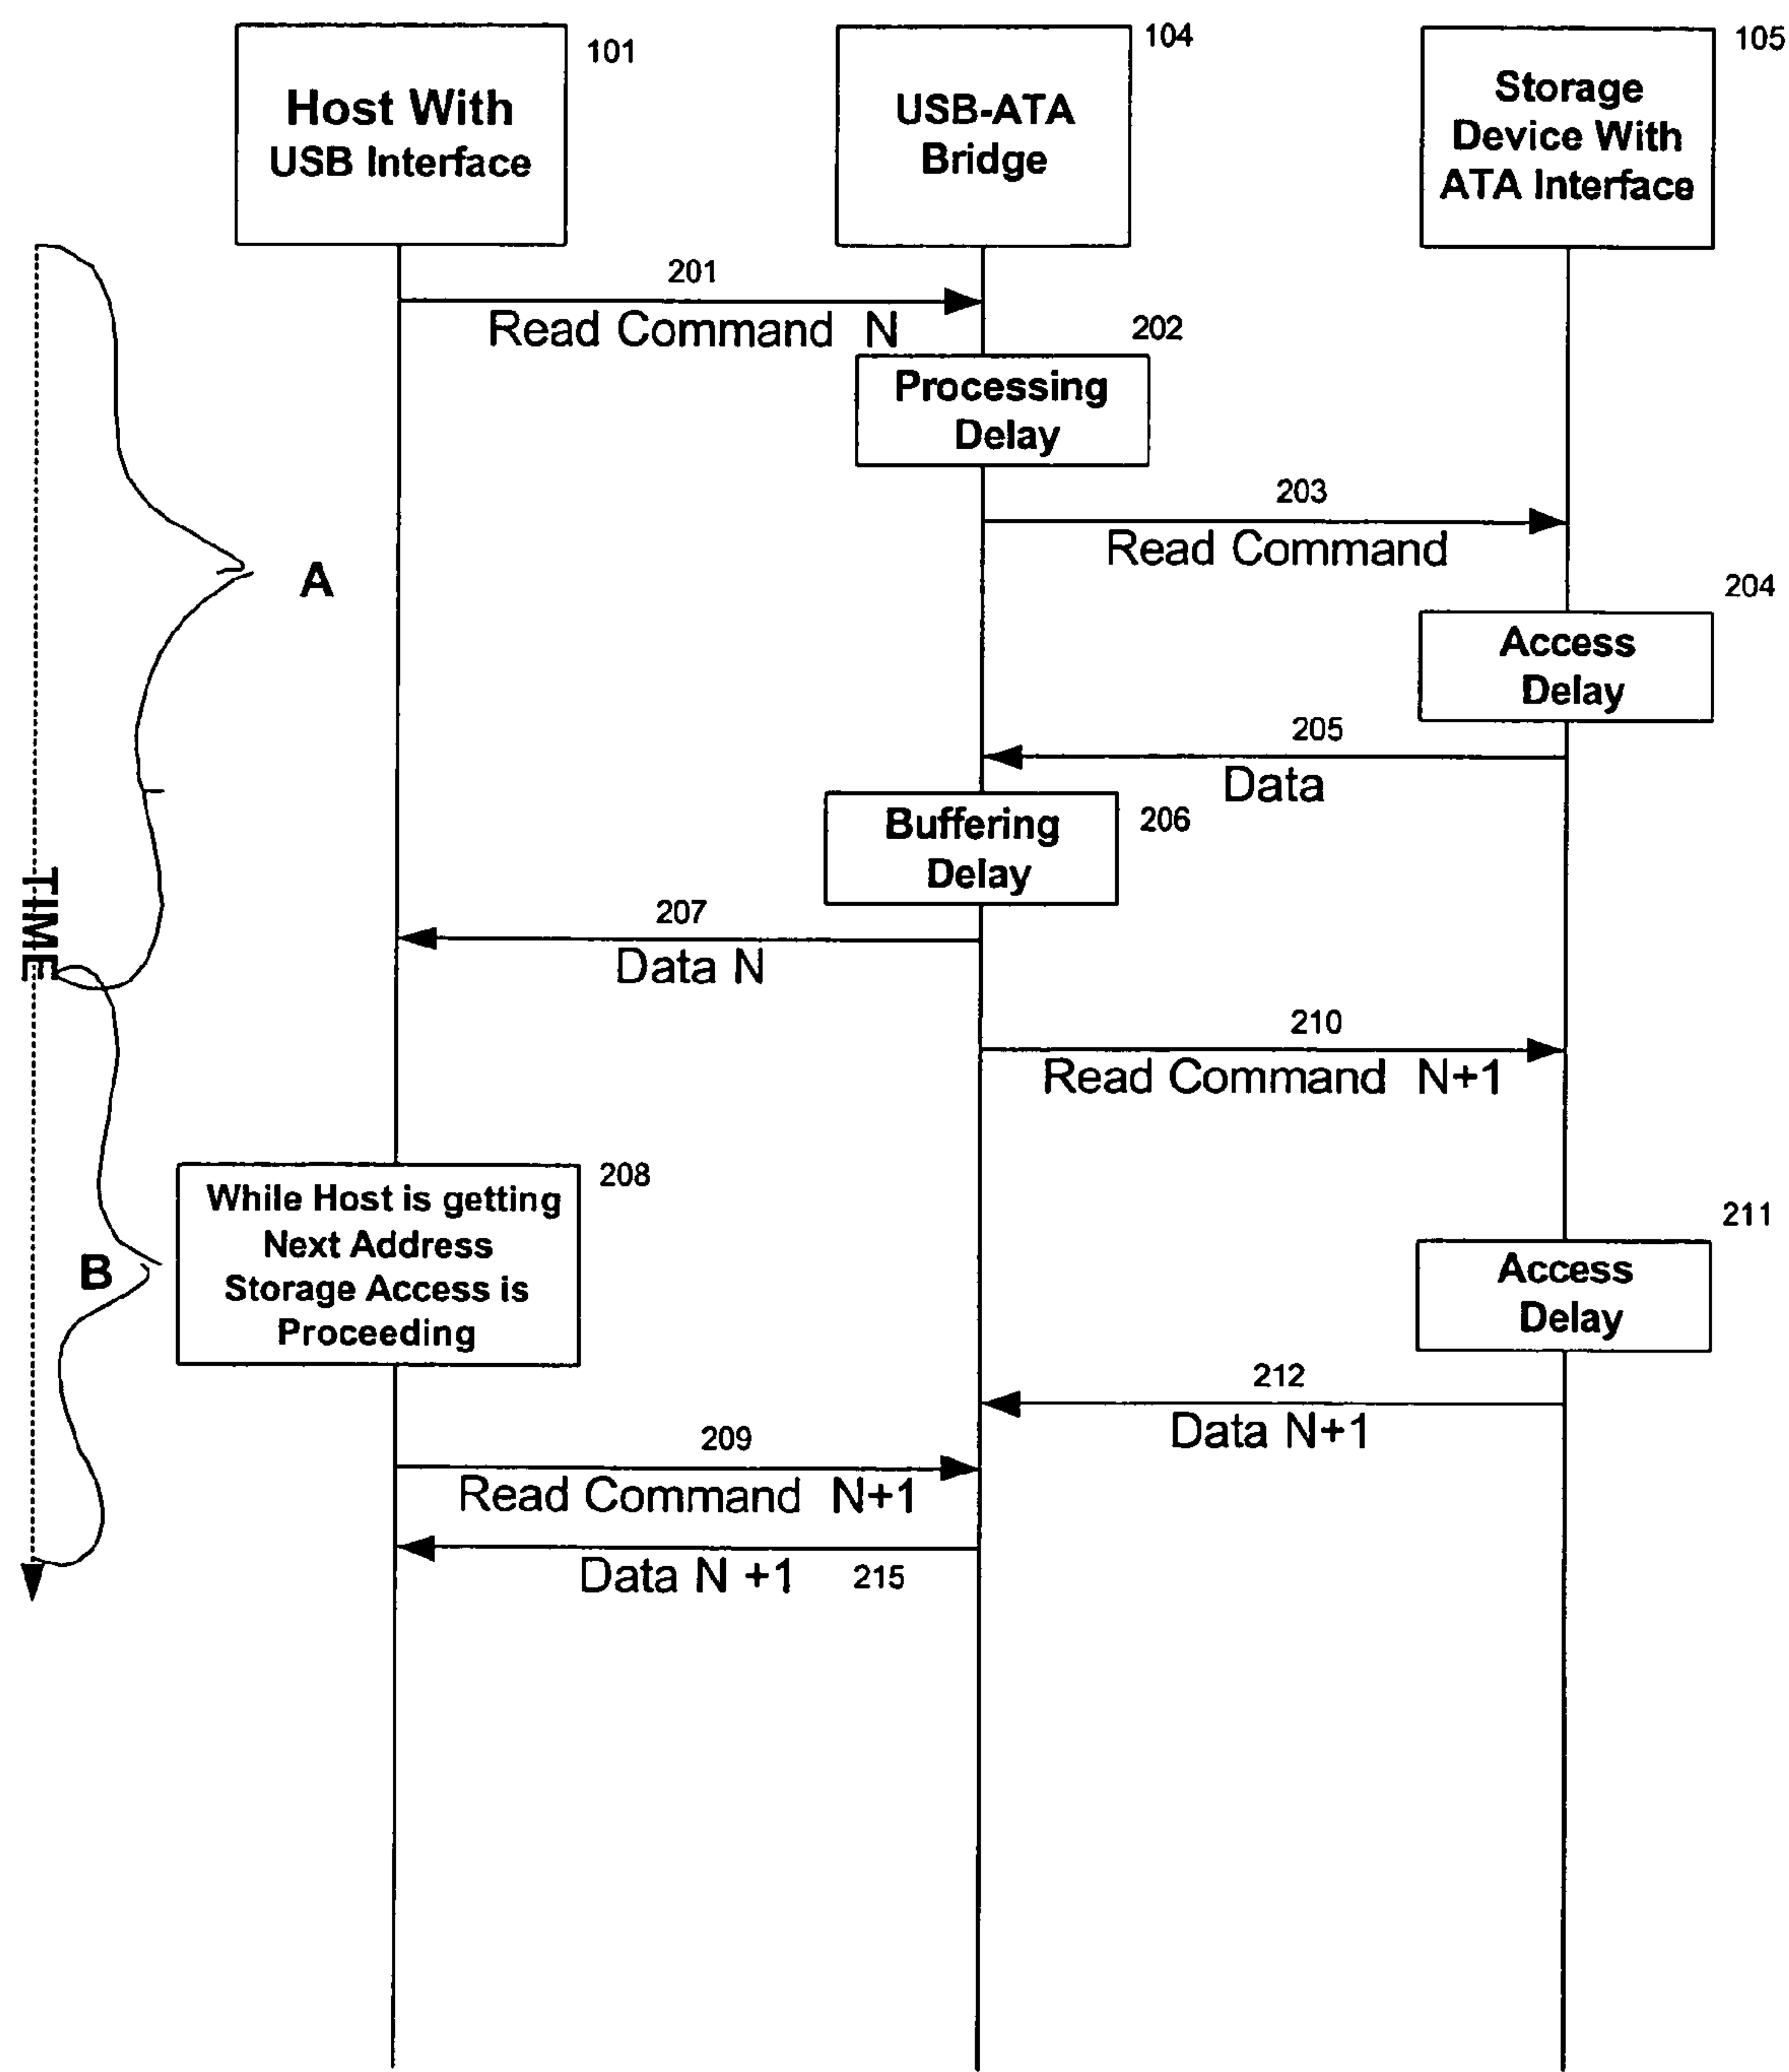 101
Host With
USB Interface
104
USB-ATA
Bridge
105
Storage
Device With
ATA Interface
201
Read Command N
202
Processing
Delay
203
Read Command
A
204
Access
Delay
205
Data
Buffering
Delay
206
TIME
207
Data N
210
Read Command N+1
208
While Host is getting
Next Address
Storage Access is
Proceeding
B
211
Access
Delay
212
Data N+1
209
Read Command N+1
Data N +1
215